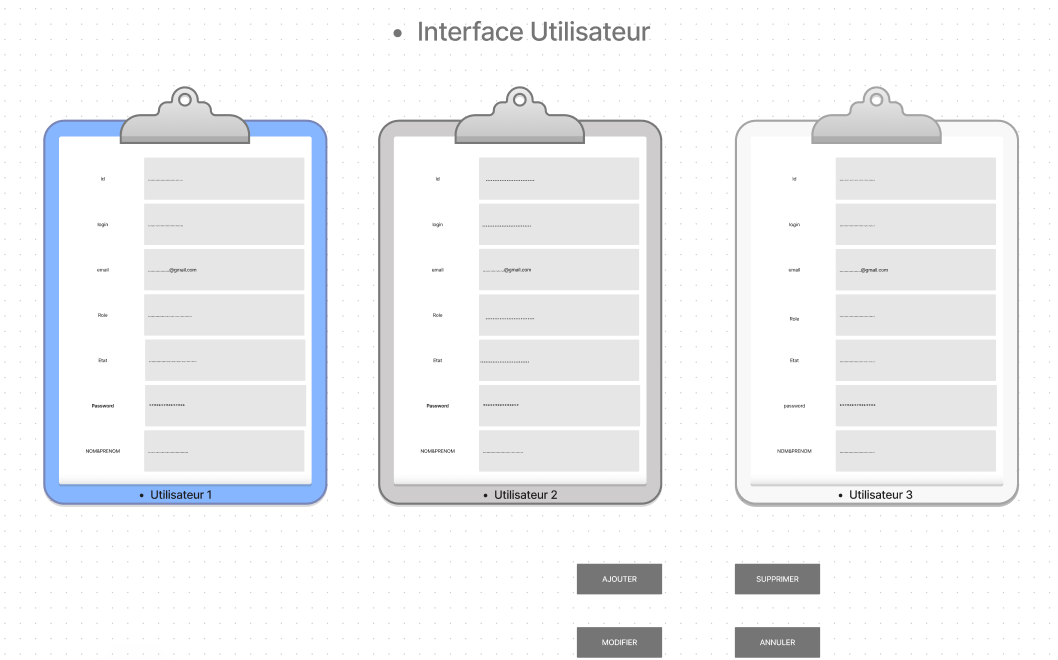 • Interface Utilisateur
Id ........................
login ........................
email ...............@gmail.com
Role ..............................
Etat ..................................
Password ****************
NOM&PRENOM ............................
• Utilisateur 1
Id ........................
login ........................
email ...............@gmail.com
Role ........................
Etat ........................
Password ****************
NOM&PRENOM ............................
• Utilisateur 2
Id ........................
login ........................
email ...............@gmail.com
Role ........................
Etat ........................
password ****************
NOM&PRENOM ........................
• Utilisateur 3
AJOUTER SUPPRIMER
MODIFIER ANNULER